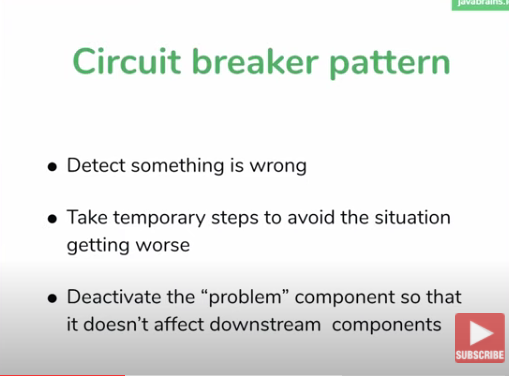 javabrains.i
Circuit breaker pattern
● Detect something is wrong
● Take temporary steps to avoid the situation
getting worse
● Deactivate the “problem” component so that
it doesn’t affect downstream components
SUBSCRIBE